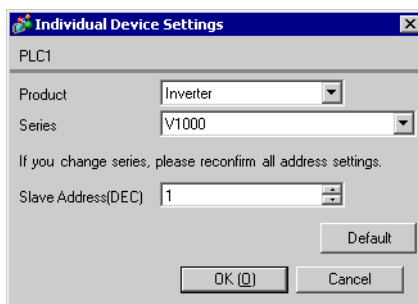 Individual Device Settings
PLC1
Product Inverter
Series V1000
If you change series, please reconfirm all address settings.
Slave Address(DEC) 1
Default
OK (O) Cancel